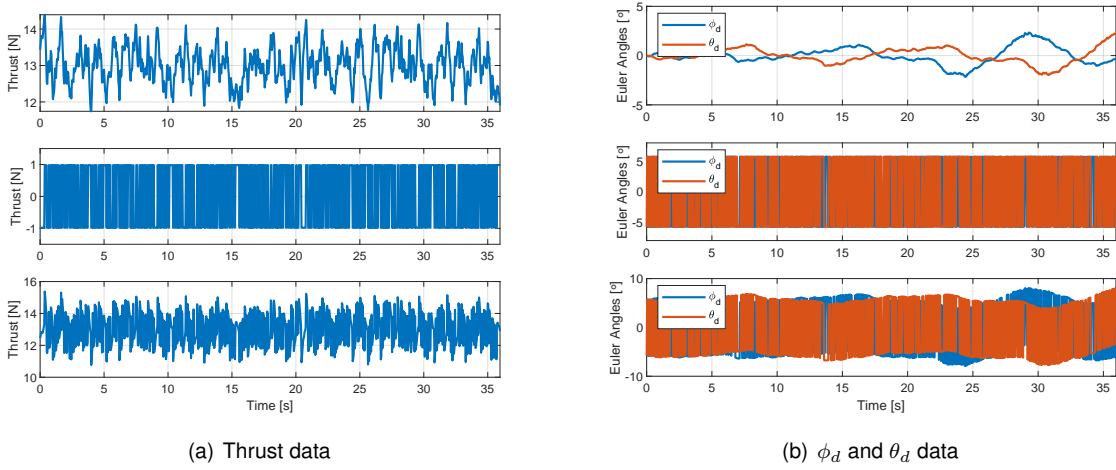 14
13
12
Thrust [N]
0 5 10 15 20 25 30 35
1
0
-1
Thrust [N]
0 5 10 15 20 25 30 35
16
14
12
10
Thrust [N]
0 5 10 15 20 25 30 35
Time [s]
(a) Thrust data
5
0
-5
Euler Angles [º]
ϕd
θd
0 5 10 15 20 25 30 35
5
0
-5
Euler Angles [º]
ϕd
θd
0 5 10 15 20 25 30 35
10
0
-10
Euler Angles [º]
ϕd
θd
0 5 10 15 20 25 30 35
Time [s]
(b) ϕd and θd data